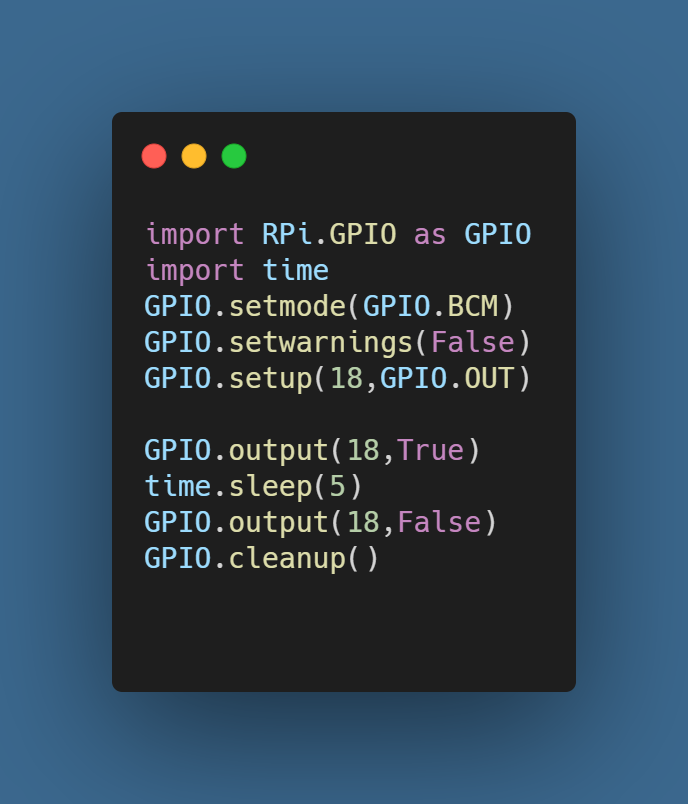 import RPi.GPIO as GPIO
import time
GPIO.setmode(GPIO.BCM)
GPIO.setwarnings(False)
GPIO.setup(18,GPIO.OUT)

GPIO.output(18,True)
time.sleep(5)
GPIO.output(18,False)
GPIO.cleanup()